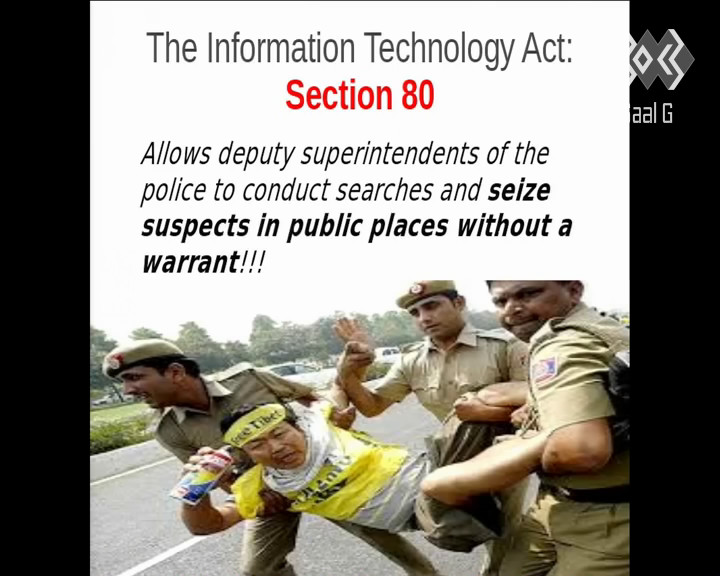 The Information Technology Act:
Section 80
Allows deputy superintendents of the
police to conduct searches and seize
suspects in public places without a
warrant!!!
Saal G
Free Tibet